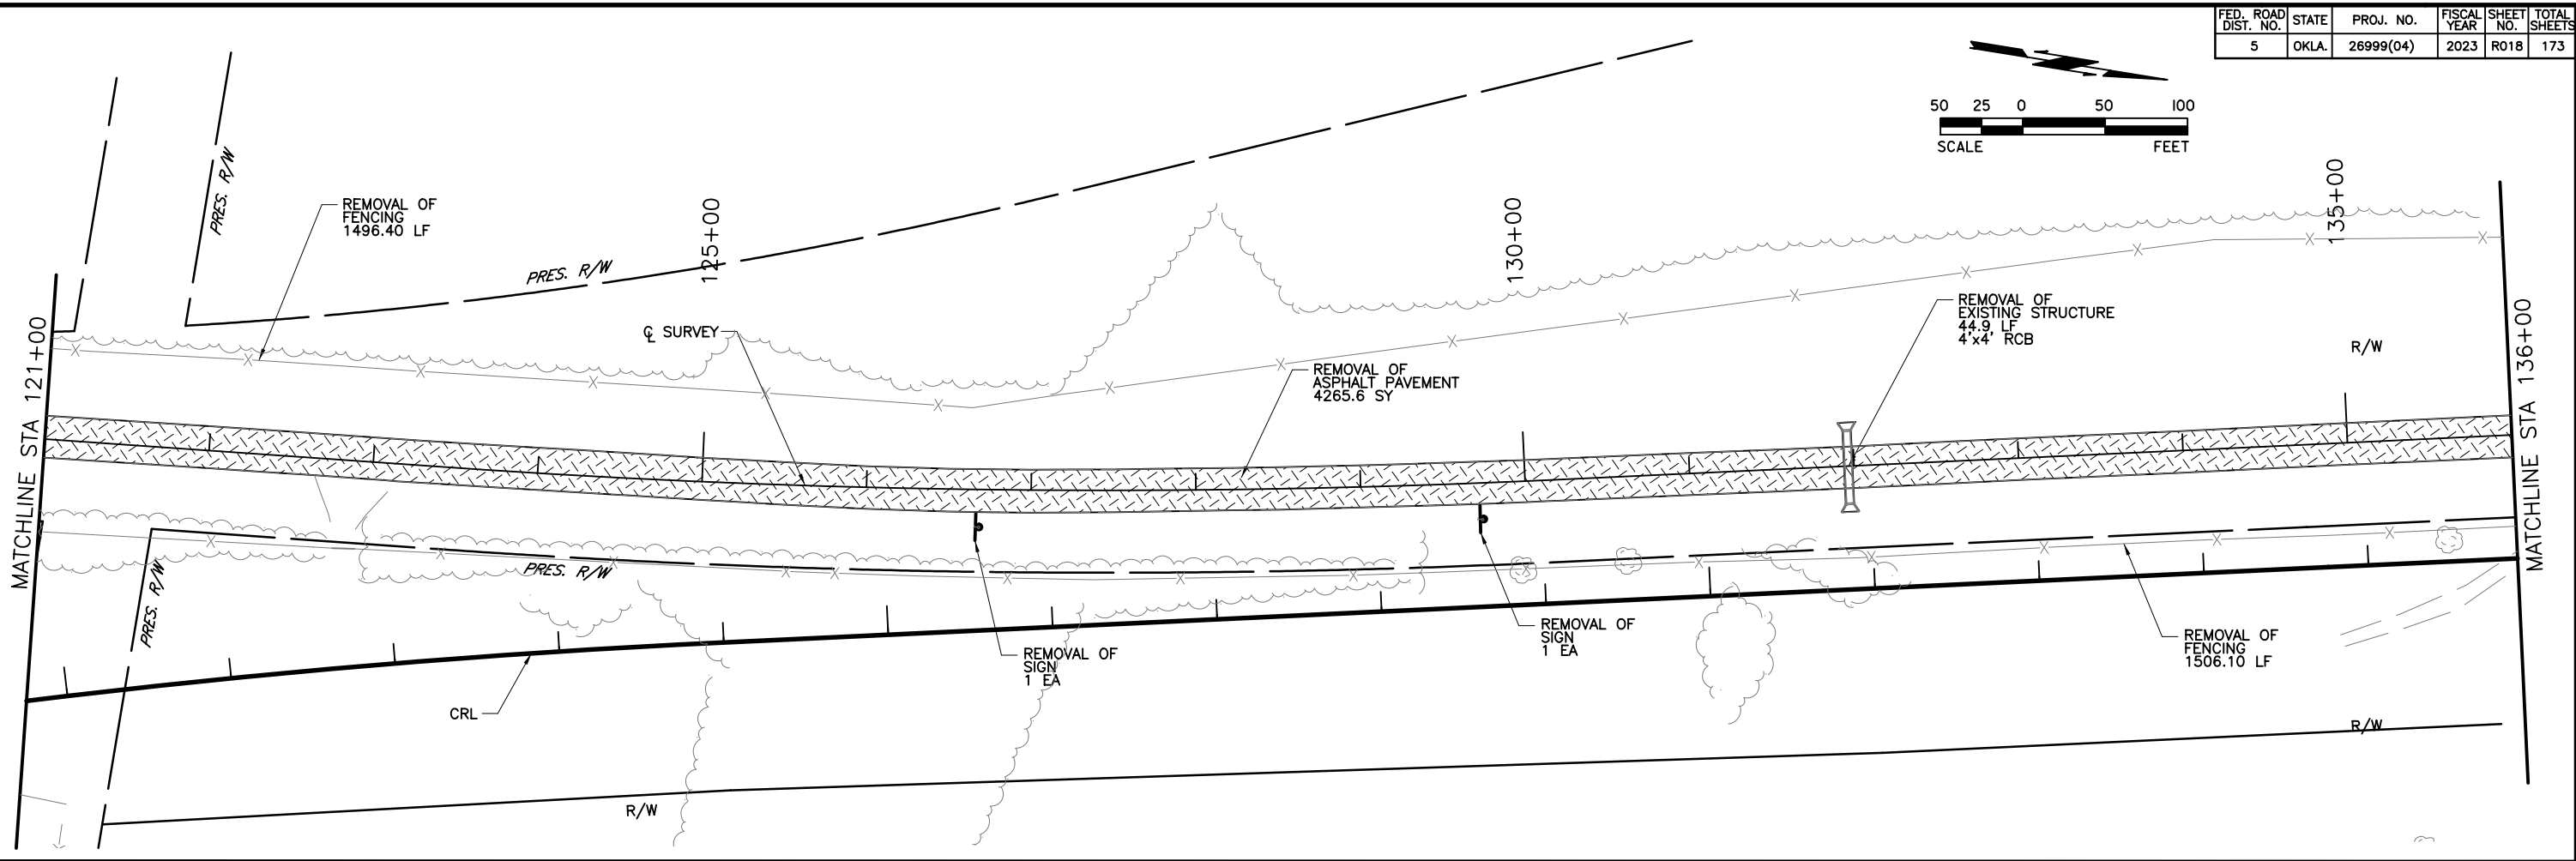 FED. ROAD DIST. NO. STATE PROJ. NO. FISCAL YEAR SHEET NO. TOTAL SHEETS
5 OKLA. 26999(04) 2023 R018 173
50 25 0 50 100
SCALE FEET
PRES. R/W
REMOVAL OF
FENCING
1496.40 LF
PRES. R/W
125+00
130+00
135+00
℄ SURVEY
REMOVAL OF
ASPHALT PAVEMENT
4265.6 SY
REMOVAL OF
EXISTING STRUCTURE
44.9 LF
4'x4' RCB
R/W
MATCHLINE STA 121+00
MATCHLINE STA 136+00
PRES. R/W
PRES. R/W
REMOVAL OF
SIGN
1 EA
REMOVAL OF
SIGN
1 EA
REMOVAL OF
FENCING
1506.10 LF
CRL
R/W
R/W